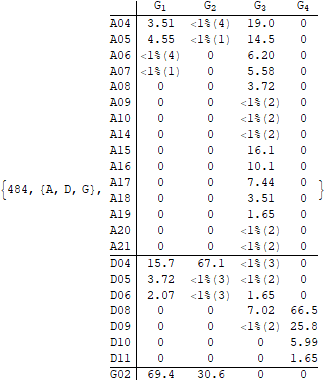 G1 G2 G3 G4
A04 3.51 <1%(4) 19.0 0
A05 4.55 <1%(1) 14.5 0
A06 <1%(4) 0 6.20 0
A07 <1%(1) 0 5.58 0
A08 0 0 3.72 0
A09 0 0 <1%(2) 0
A10 0 0 <1%(2) 0
A14 0 0 <1%(2) 0
A15 0 0 16.1 0
A16 0 0 10.1 0
A17 0 0 7.44 0
{484, {A, D, G}, A18 0 0 3.51 0 }
A19 0 0 1.65 0
A20 0 0 <1%(2) 0
A21 0 0 <1%(2) 0
D04 15.7 67.1 <1%(3) 0
D05 3.72 <1%(3) <1%(2) 0
D06 2.07 <1%(3) 1.65 0
D08 0 0 7.02 66.5
D09 0 0 <1%(2) 25.8
D10 0 0 0 5.99
D11 0 0 0 1.65
G02 69.4 30.6 0 0